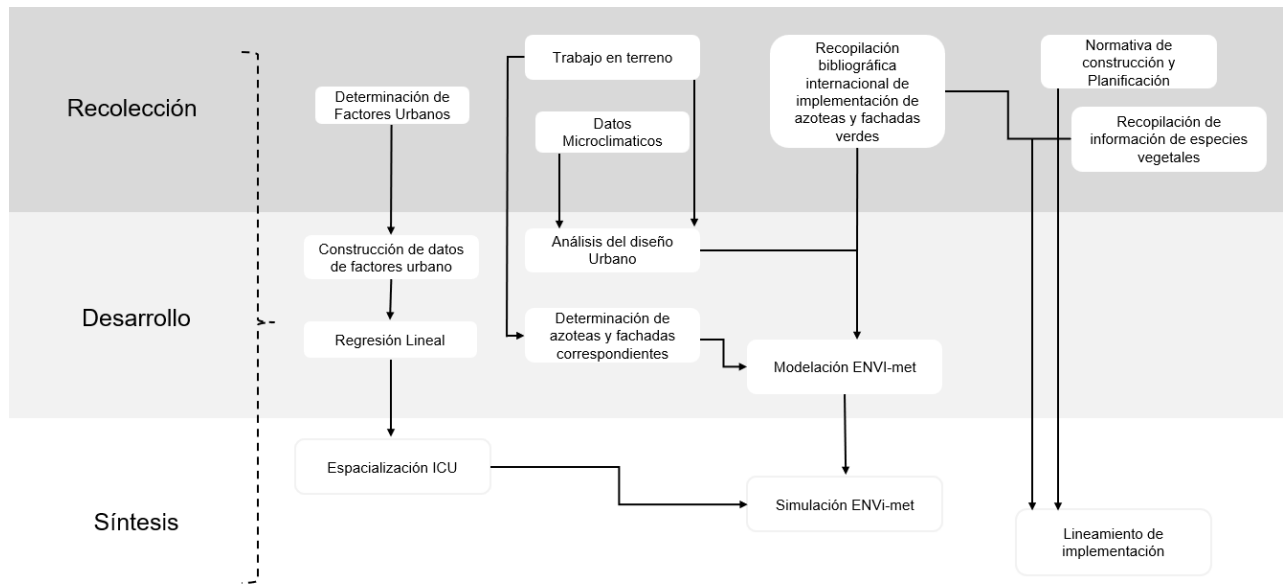 Recolección
Determinación de
Factores Urbanos
Trabajo en terreno
Datos
Microclimaticos
Recopilación
bibliográfica
internacional de
implementación de
azoteas y fachadas
verdes
Normativa de
construcción y
Planificación
Recopilación de
información de especies
vegetales
Desarrollo
Construcción de datos
de factores urbano
Regresión Lineal
Análisis del diseño
Urbano
Determinación de
azoteas y fachadas
correspondientes
Modelación ENVI-met
Síntesis
Espacialización ICU
Simulación ENVi-met
Lineamiento de
implementación